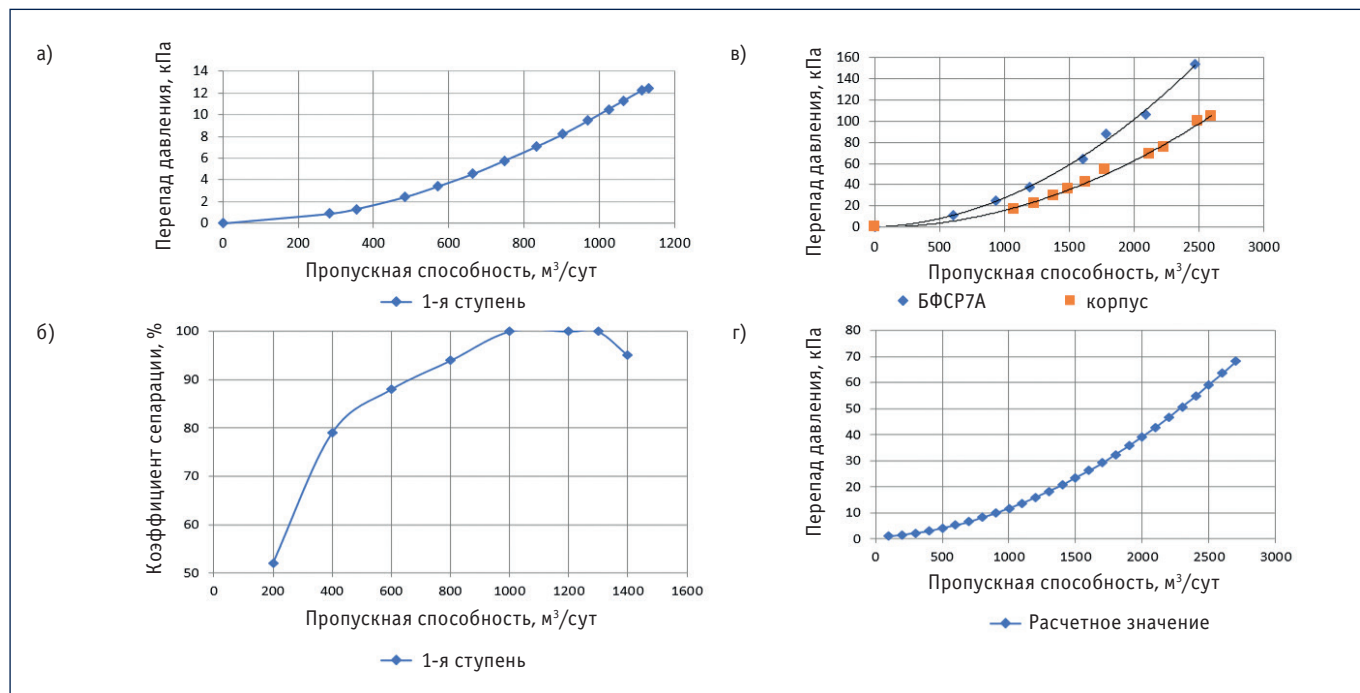 а)
Перепад давления, кПа
14
12
10
8
6
4
2
0
0 200 400 600 800 1000 1200
Пропускная способность, м³/сут
1-я ступень
б)
Коэффициент сепарации, %
100
90
80
70
60
50
0 200 400 600 800 1000 1200 1400 1600
Пропускная способность, м³/сут
1-я ступень
в)
Перепад давления, кПа
160
140
120
100
80
60
40
20
0
0 500 1000 1500 2000 2500 3000
Пропускная способность, м³/сут
БФСР7А корпус
г)
Перепад давления, кПа
80
70
60
50
40
30
20
10
0
0 500 1000 1500 2000 2500 3000
Пропускная способность, м³/сут
Расчетное значение